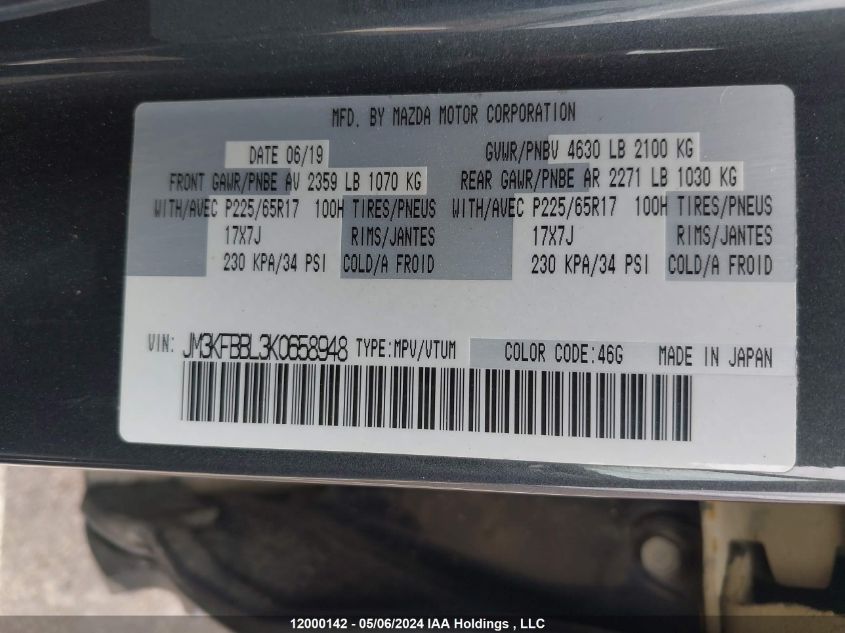 MFD. BY MAZDA MOTOR CORPORATION
DATE 06/19 GVWR/PNBV 4630 LB 2100 KG
FRONT GAWR/PNBE AV 2359 LB 1070 KG REAR GAWR/PNBE AR 2271 LB 1030 KG
WITH/AVEC P225/65R17 100H TIRES/PNEUS WITH/AVEC P225/65R17 100H TIRES/PNEUS
17X7J RIMS/JANTES 17X7J RIMS/JANTES
230 KPA/34 PSI COLD/A FROID 230 KPA/34 PSI COLD/A FROID
VIN: JM3KFBBL3K0658948 TYPE:MPV/VTUM COLOR CODE:46G MADE IN JAPAN
12000142 - 05/06/2024 IAA Holdings , LLC